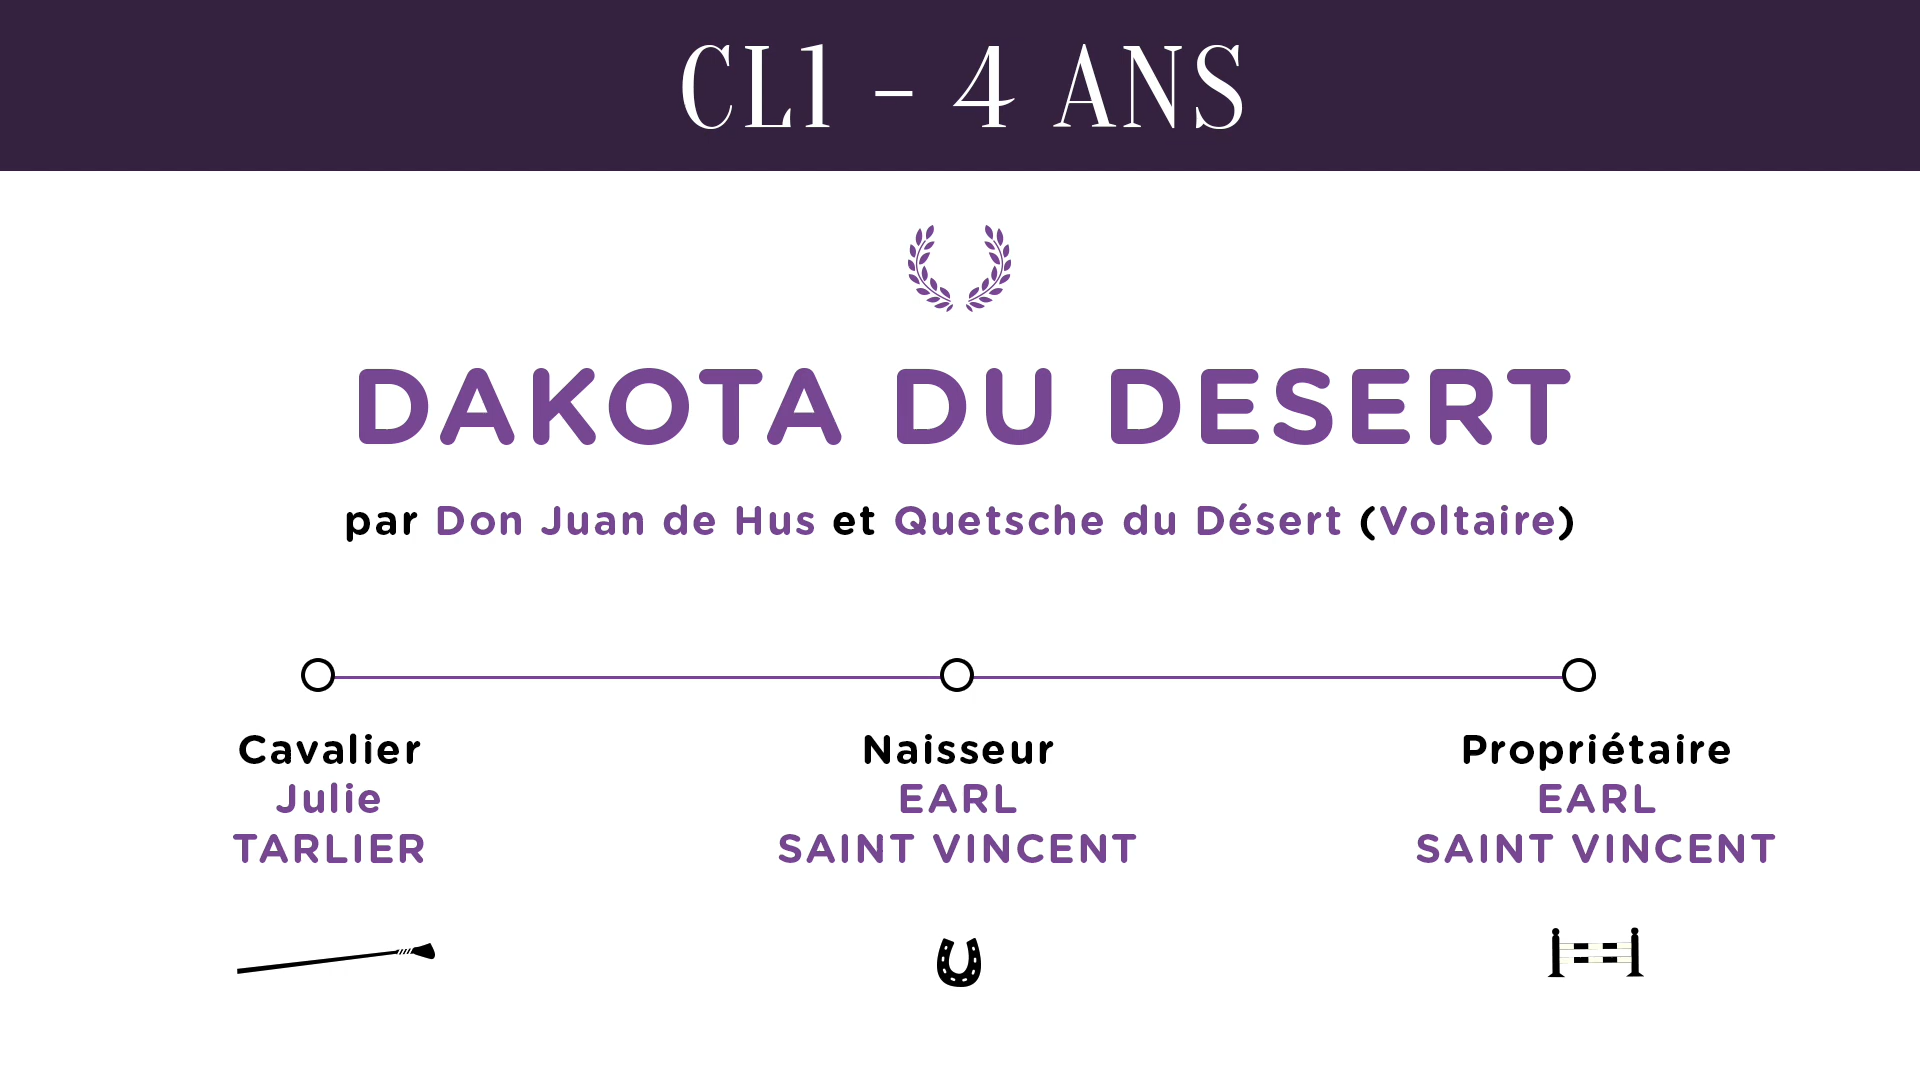 CL1 - 4 ANS
DAKOTA DU DESERT
par Don Juan de Hus et Quetsche du Désert (Voltaire)
Cavalier
Julie
TARLIER
Naisseur
EARL
SAINT VINCENT
Propriétaire
EARL
SAINT VINCENT